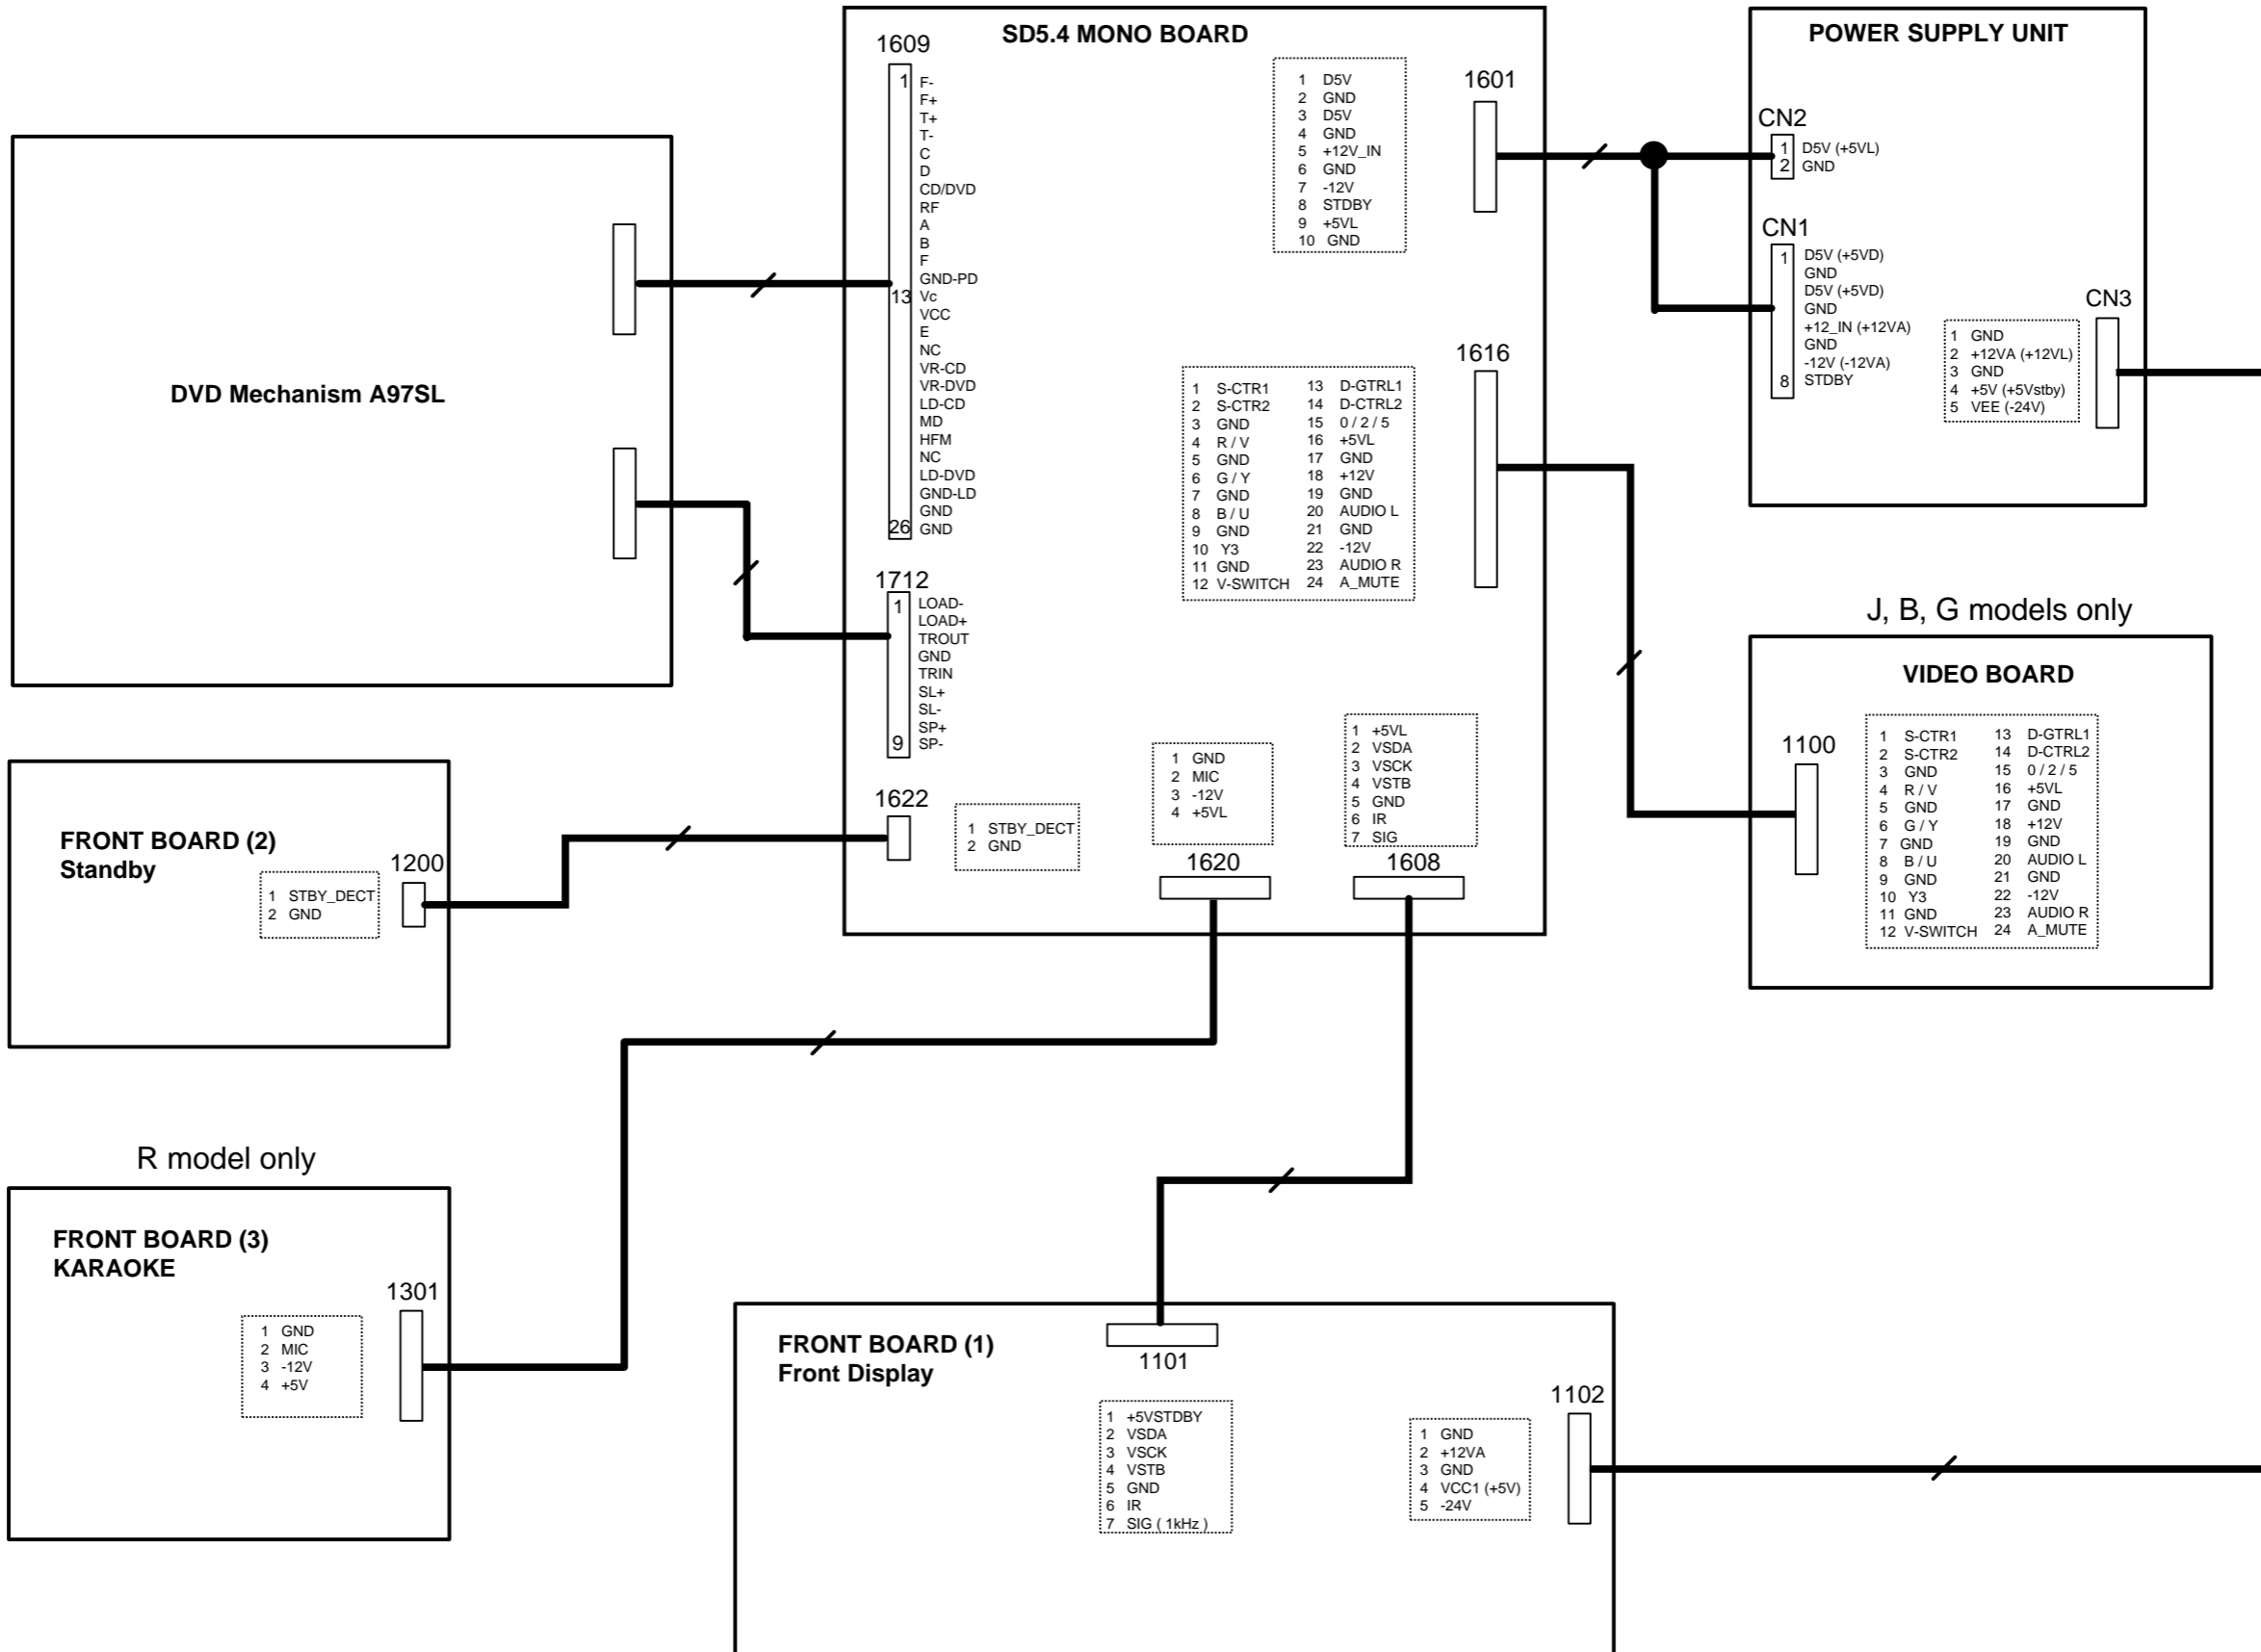 SD5.4 MONO BOARD
1609
1 F-
F+
T+
T-
C
D
CD/DVD
RF
A
B
F
GND-PD
13 Vc
VCC
E
NC
VR-CD
VR-DVD
LD-CD
MD
HFM
NC
LD-DVD
GND-LD
GND
26 GND
1712
1 LOAD-
LOAD+
TROUT
GND
TRIN
SL+
SL-
SP+
9 SP-
1622
1 STBY_DECT
2 GND
1601
1 D5V
2 GND
3 D5V
4 GND
5 +12V_IN
6 GND
7 -12V
8 STDBY
9 +5VL
10 GND
1616
1 S-CTR1 13 D-GTRL1
2 S-CTR2 14 D-CTRL2
3 GND 15 0 / 2 / 5
4 R / V 16 +5VL
5 GND 17 GND
6 G / Y 18 +12V
7 GND 19 GND
8 B / U 20 AUDIO L
9 GND 21 GND
10 Y3 22 -12V
11 GND 23 AUDIO R
12 V-SWITCH 24 A_MUTE
1 GND
2 MIC
3 -12V
4 +5VL
1620
1 +5VL
2 VSDA
3 VSCK
4 VSTB
5 GND
6 IR
7 SIG
1608
POWER SUPPLY UNIT
CN2
1 D5V (+5VL)
2 GND
CN1
1 D5V (+5VD)
GND
D5V (+5VD)
GND
+12_IN (+12VA)
GND
-12V (-12VA)
8 STDBY
CN3
1 GND
2 +12VA (+12VL)
3 GND
4 +5V (+5Vstby)
5 VEE (-24V)
DVD Mechanism A97SL
J, B, G models only
VIDEO BOARD
1100
1 S-CTR1 13 D-GTRL1
2 S-CTR2 14 D-CTRL2
3 GND 15 0 / 2 / 5
4 R / V 16 +5VL
5 GND 17 GND
6 G / Y 18 +12V
7 GND 19 GND
8 B / U 20 AUDIO L
9 GND 21 GND
10 Y3 22 -12V
11 GND 23 AUDIO R
12 V-SWITCH 24 A_MUTE
FRONT BOARD (2)
Standby
1200
1 STBY_DECT
2 GND
R model only
FRONT BOARD (3)
KARAOKE
1301
1 GND
2 MIC
3 -12V
4 +5V
FRONT BOARD (1)
Front Display
1101
1 +5VSTDBY
2 VSDA
3 VSCK
4 VSTB
5 GND
6 IR
7 SIG ( 1kHz )
1102
1 GND
2 +12VA
3 GND
4 VCC1 (+5V)
5 -24V